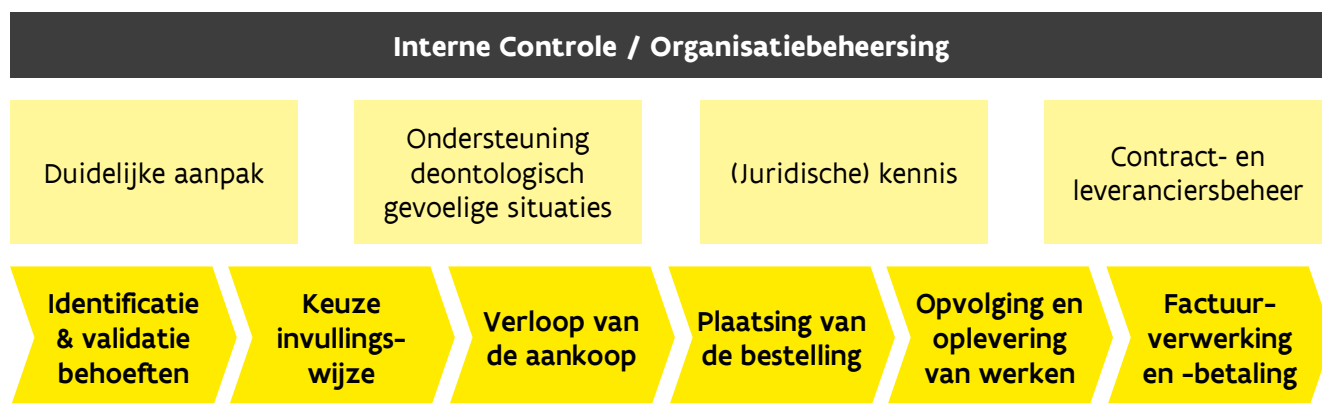 Interne Controle / Organisatiebeheersing
Duidelijke aanpak
Ondersteuning
deontologisch
gevoelige situaties
(Juridische) kennis
Contract- en
leveranciersbeheer
Identificatie
& validatie
behoeften
Keuze
invullings-
wijze
Verloop van
de aankoop
Plaatsing van
de bestelling
Opvolging en
oplevering
van werken
Factuur-
verwerking
en -betaling